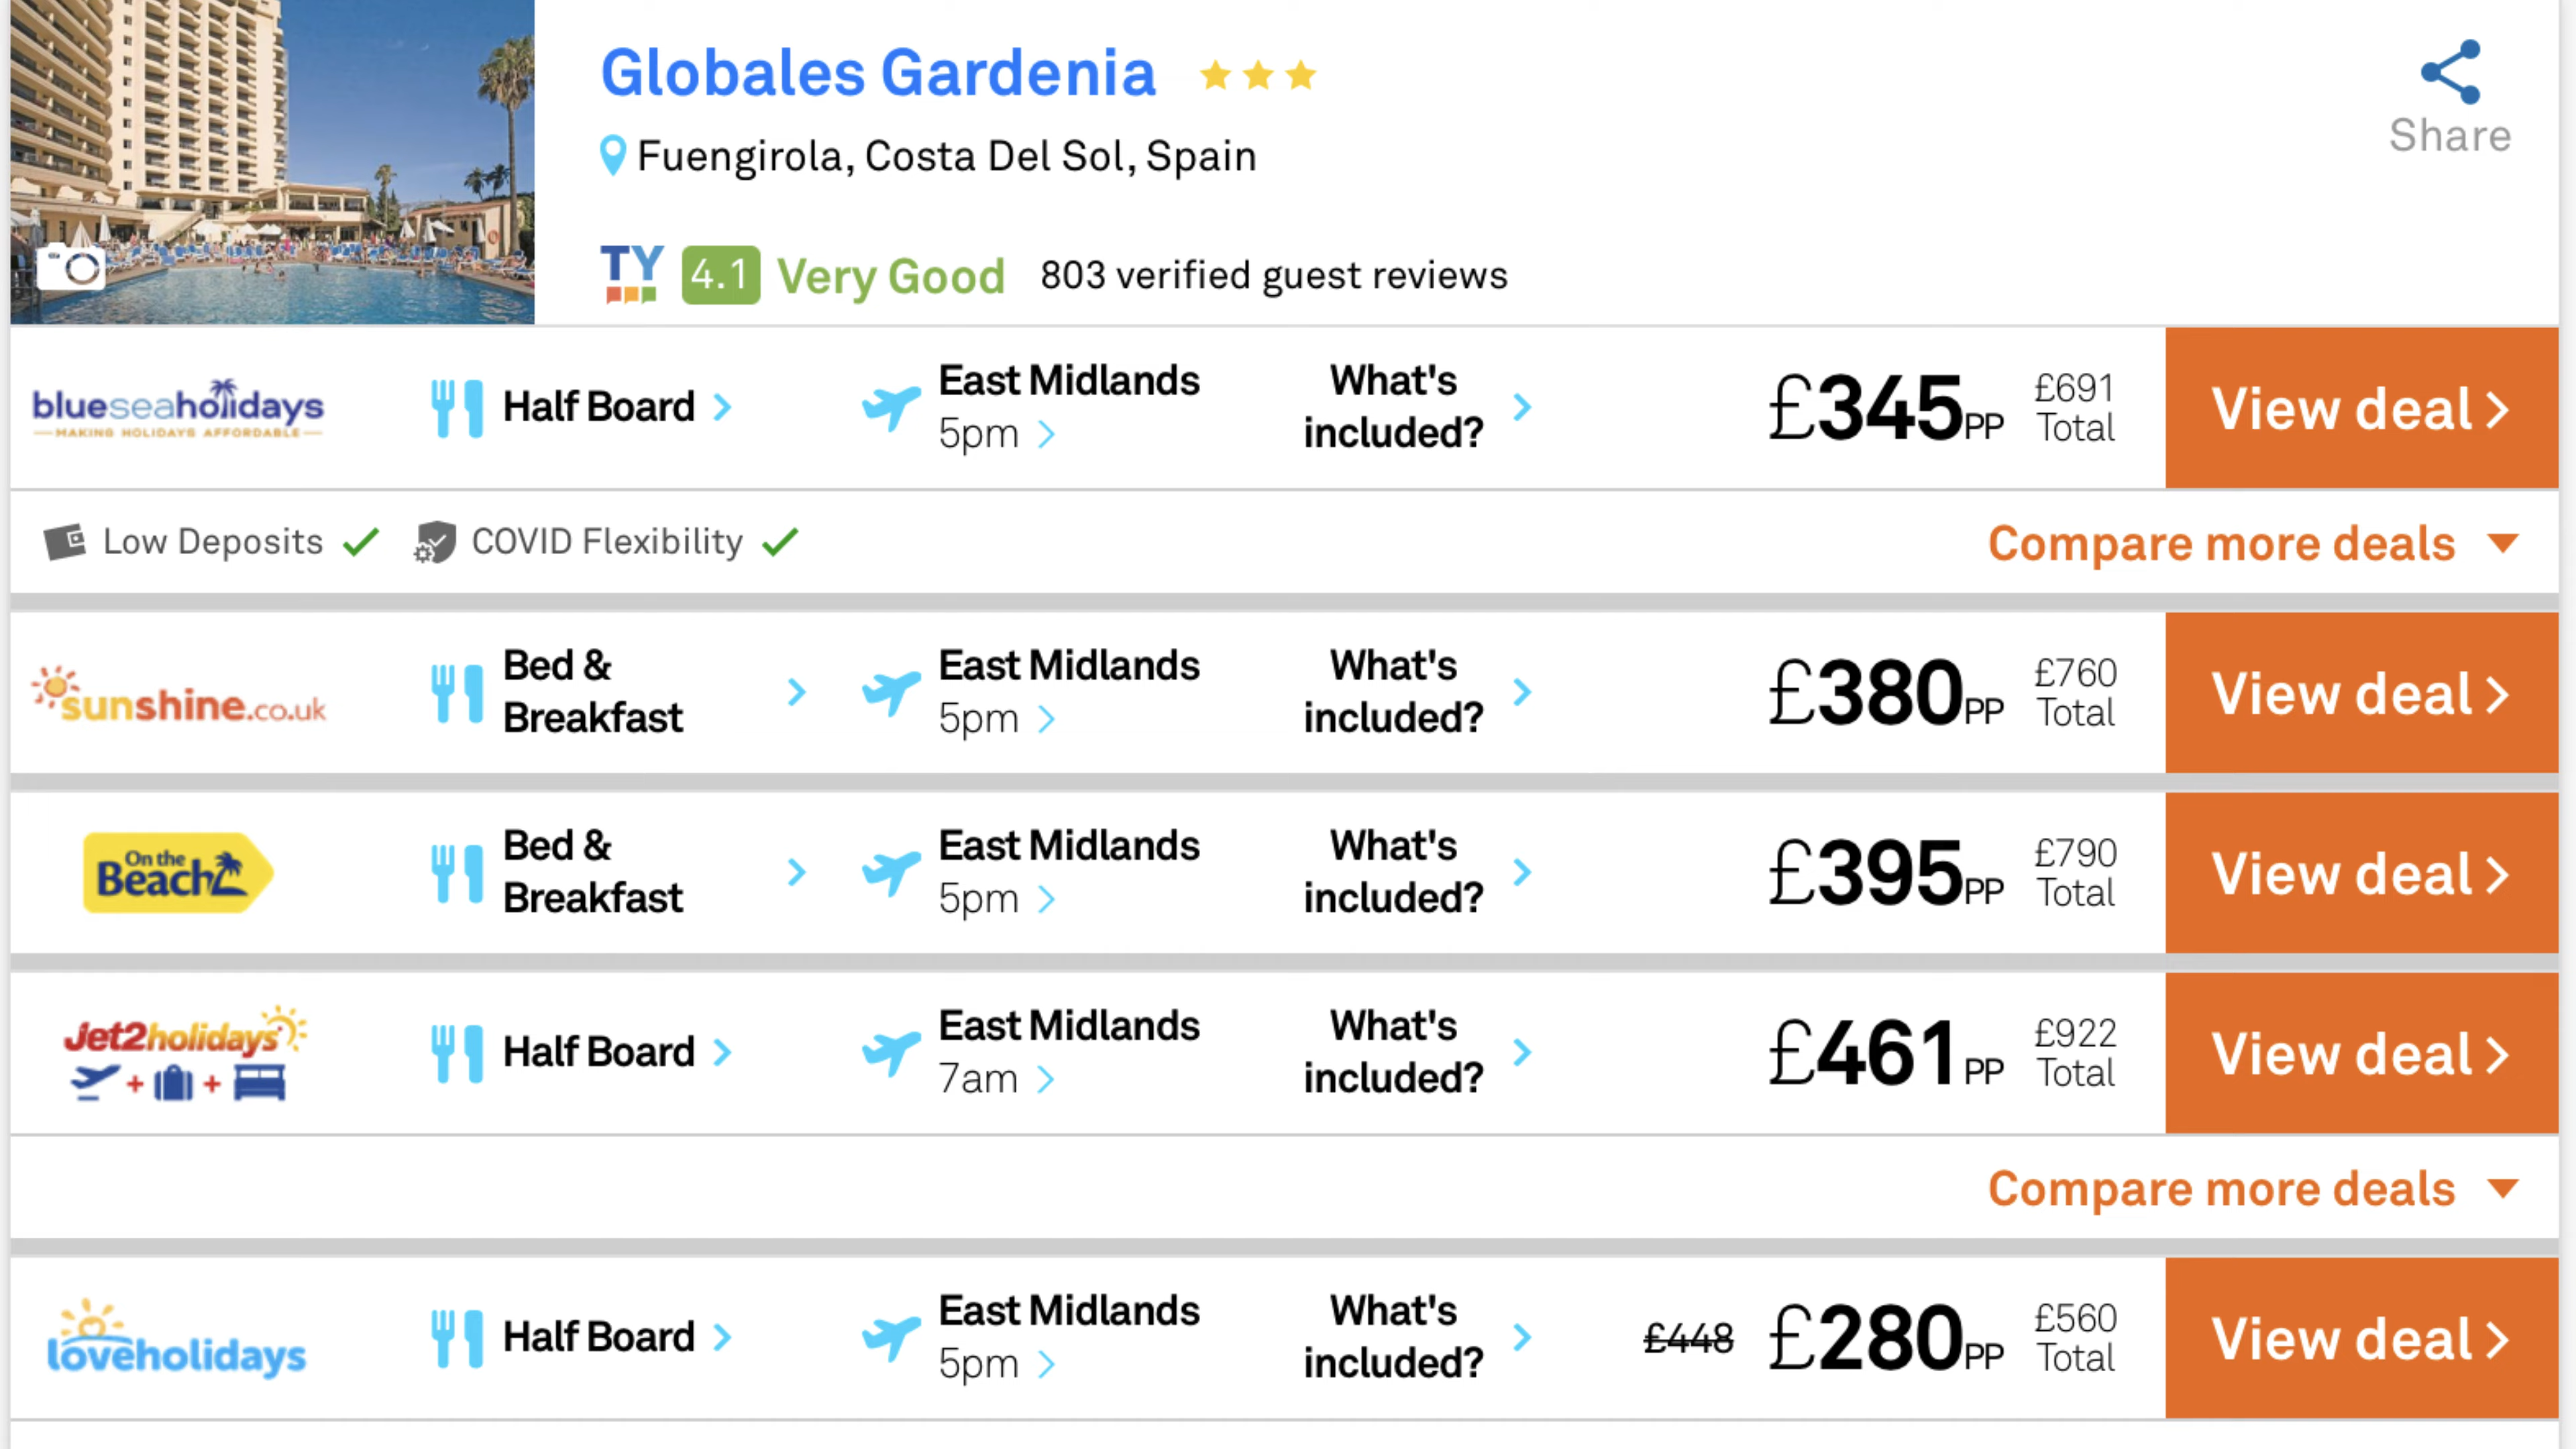 Globales Gardenia
Fuengirola, Costa Del Sol, Spain
Share
TY 4.1 Very Good 803 verified guest reviews
blueseaholidays
MAKING HOLIDAYS AFFORDABLE
Half Board
East Midlands
5pm
What's
included?
£345PP
£691
Total
View deal
Low Deposits
COVID Flexibility
Compare more deals
sunshine.co.uk
Bed &
Breakfast
East Midlands
5pm
What's
included?
£380PP
£760
Total
View deal
On the
Beach
Bed &
Breakfast
East Midlands
5pm
What's
included?
£395PP
£790
Total
View deal
Jet2holidays
+ +
Half Board
East Midlands
7am
What's
included?
£461PP
£922
Total
View deal
Compare more deals
loveholidays
Half Board
East Midlands
5pm
What's
included?
£448 £280PP
£560
Total
View deal